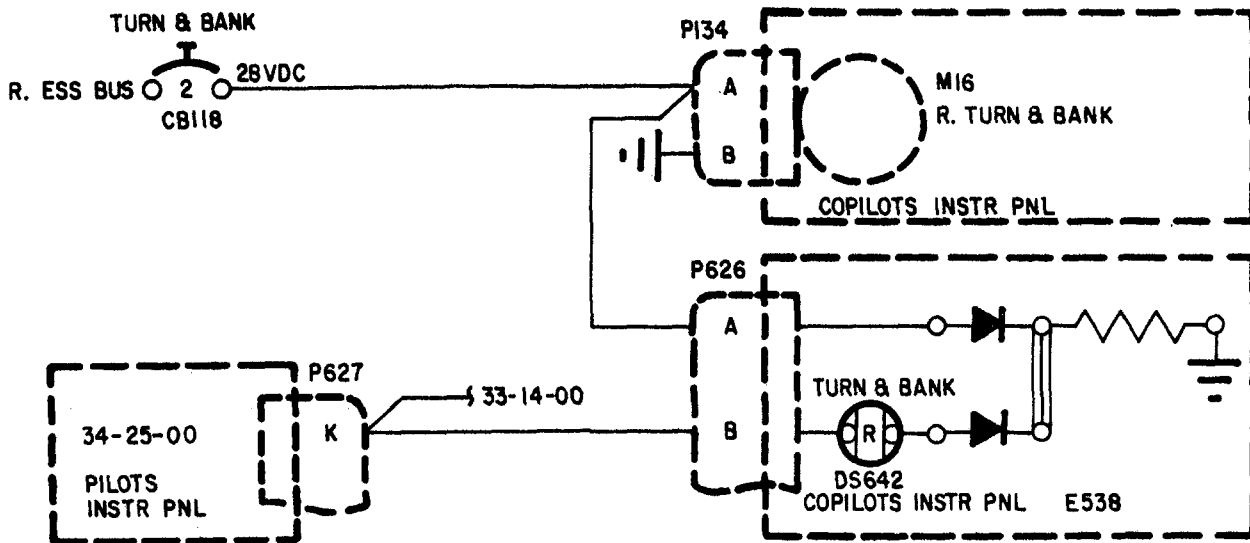 TURN & BANK
R. ESS BUS 2 28VDC
CB118
P134
A
B
M16
R. TURN & BANK
COPILOTS INSTR PNL
P626
A
B
TURN & BANK
R
DS642
COPILOTS INSTR PNL E538
P627
K
33-14-00
34-25-00
PILOTS
INSTR PNL